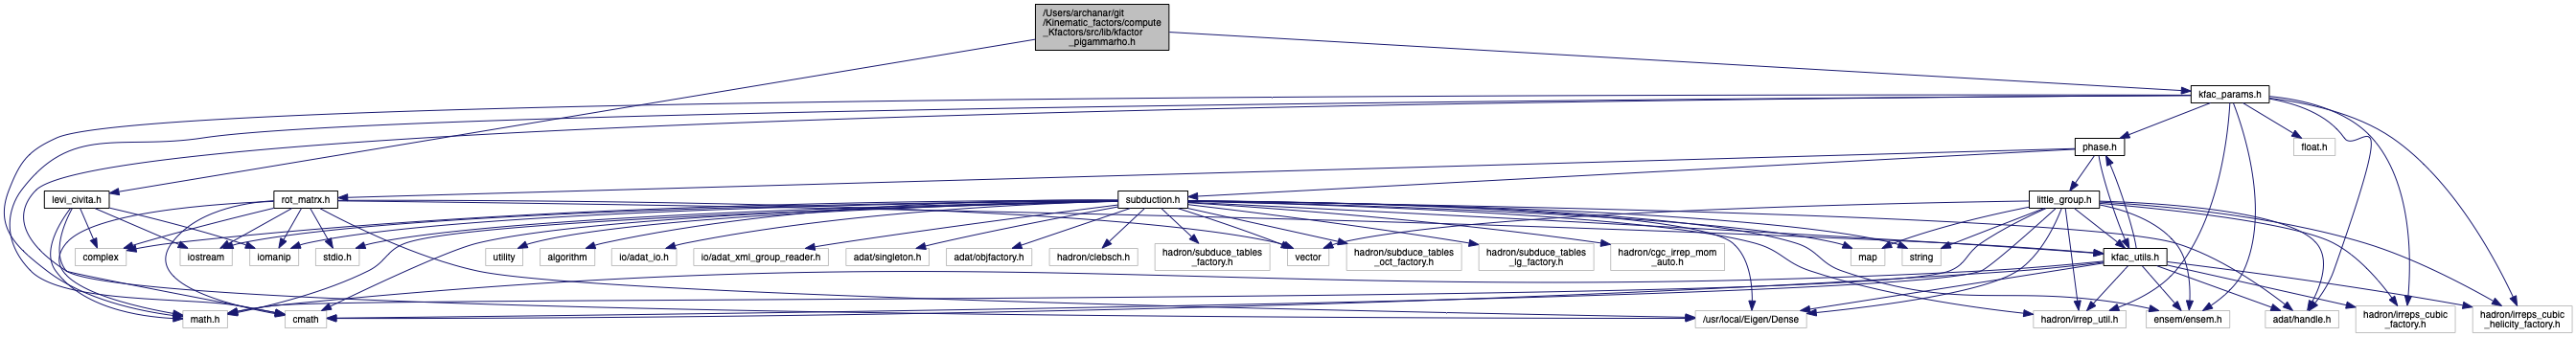 /Users/archanar/git
/Kinematic_factors/compute
_Kfactors/src/lib/kfactor
_pigammarho.h
kfac_params.h
phase.h
float.h
levi_civita.h
rot_matrx.h
subduction.h
little_group.h
complex
iostream
iomanip
stdio.h
utility
algorithm
io/adat_io.h
io/adat_xml_group_reader.h
adat/singleton.h
adat/objfactory.h
hadron/clebsch.h
hadron/subduce_tables
_factory.h
vector
hadron/subduce_tables
_oct_factory.h
hadron/subduce_tables
_lg_factory.h
hadron/cgc_irrep_mom
_auto.h
map
string
kfac_utils.h
math.h
cmath
/usr/local/Eigen/Dense
hadron/irrep_util.h
ensem/ensem.h
adat/handle.h
hadron/irreps_cubic
_factory.h
hadron/irreps_cubic
_helicity_factory.h